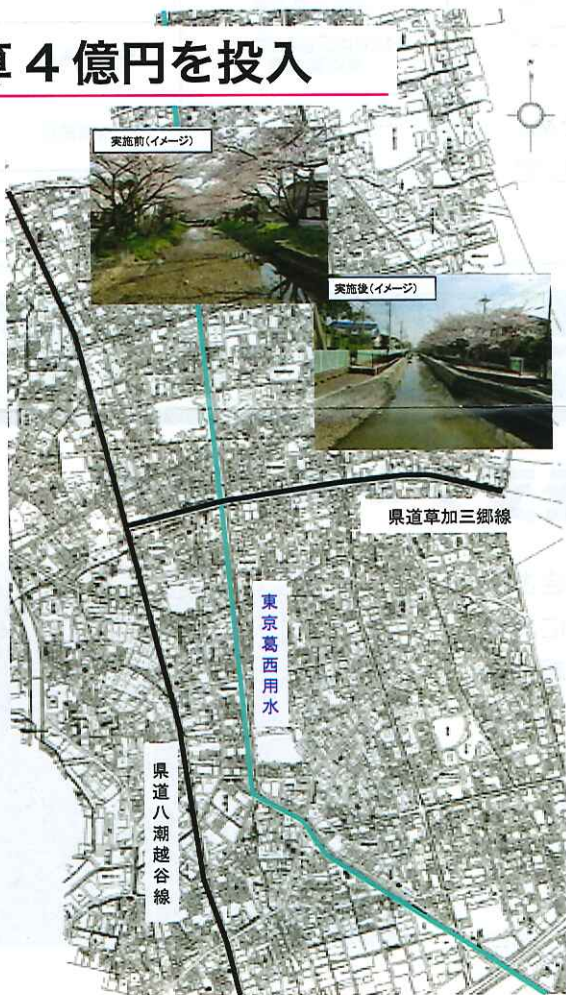 算４億円を投入
実施前(イメージ)
実施後(イメージ)
県道草加三郷線
東京葛西用水
県道八潮越谷線